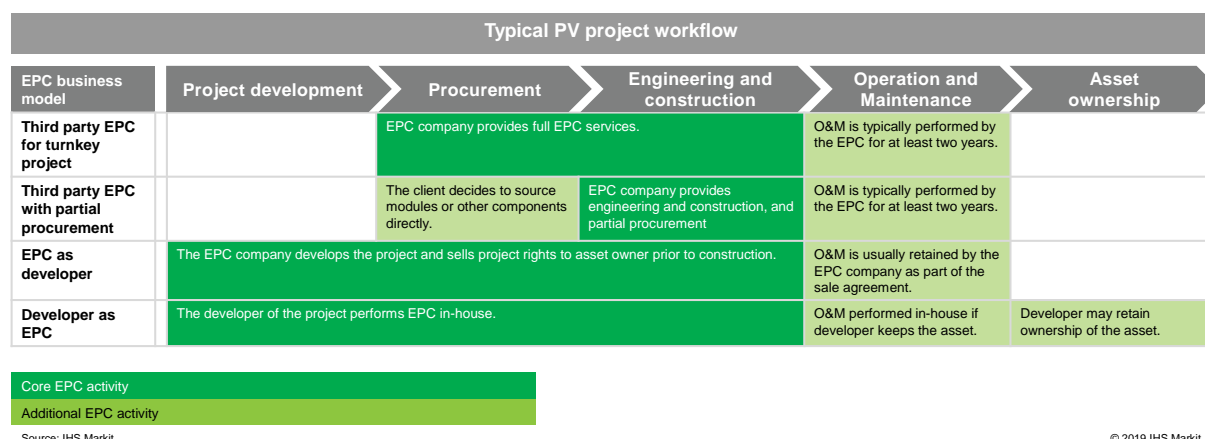 Typical PV project workflow
EPC business
model
Project development
Procurement
Engineering and
construction
Operation and
Maintenance
Asset
ownership
Third party EPC
for turnkey
project
EPC company provides full EPC services.
O&M is typically performed by
the EPC for at least two years.
Third party EPC
with partial
procurement
The client decides to source
modules or other components
directly.
EPC company provides
engineering and construction, and
partial procurement
O&M is typically performed by
the EPC for at least two years.
EPC as
developer
The EPC company develops the project and sells project rights to asset owner prior to construction.
O&M is usually retained by the
EPC company as part of the
sale agreement.
Developer as
EPC
The developer of the project performs EPC in-house.
O&M performed in-house if
developer keeps the asset.
Developer may retain
ownership of the asset.
Core EPC activity
Additional EPC activity
Source: IHS Markit
© 2019 IHS Markit